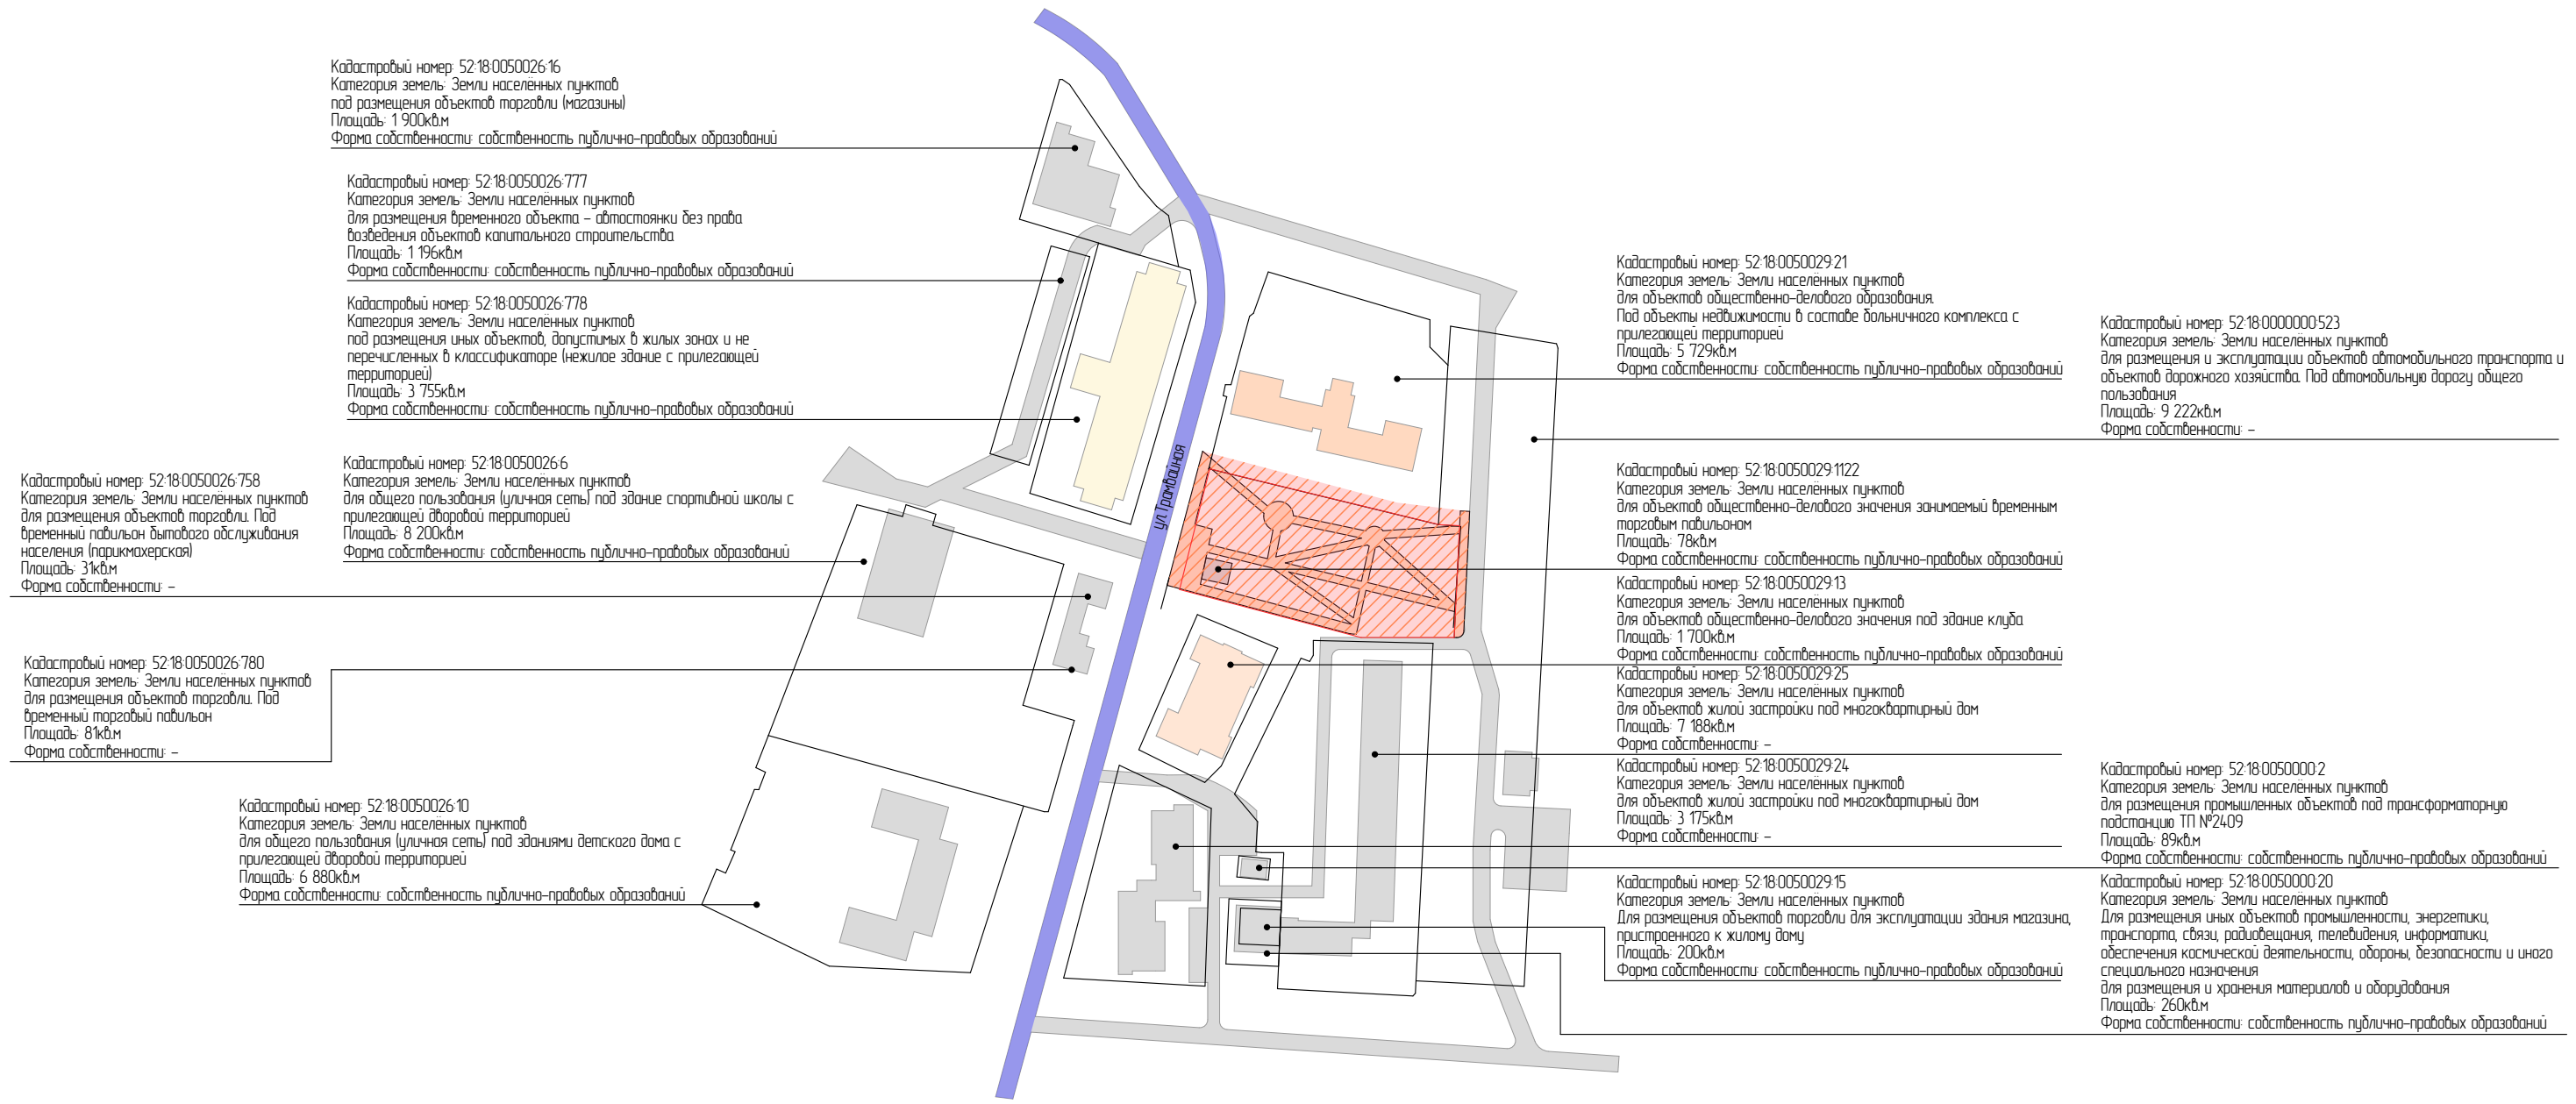 Кадастровый номер: 52:18:0050026:16
Категория земель: Земли населённых пунктов
под размещения объектов торговли (магазины)
Площадь: 1 900кв.м
Форма собственности: собственность публично-правовых образований
Кадастровый номер: 52:18:0050026:777
Категория земель: Земли населённых пунктов
для размещения временного объекта - автостоянки без права
возведения объектов капитального строительства
Площадь: 1 196кв.м
Форма собственности: собственность публично-правовых образований
Кадастровый номер: 52:18:0050026:778
Категория земель: Земли населённых пунктов
под размещения иных объектов, допустимых в жилых зонах и не
перечисленных в классификаторе (нежилое здание с прилегающей
территорией)
Площадь: 3 755кв.м
Форма собственности: собственность публично-правовых образований
Кадастровый номер: 52:18:0050026:758
Категория земель: Земли населённых пунктов
для размещения объектов торговли. Под
временный павильон бытового обслуживания
населения (парикмахерская)
Площадь: 31кв.м
Форма собственности: -
Кадастровый номер: 52:18:0050026:6
Категория земель: Земли населённых пунктов
для общего пользования (уличная сеть) под здание спортивной школы с
прилегающей дворовой территорией
Площадь: 8 200кв.м
Форма собственности: собственность публично-правовых образований
Кадастровый номер: 52:18:0050026:780
Категория земель: Земли населённых пунктов
для размещения объектов торговли. Под
временный торговый павильон
Площадь: 81кв.м
Форма собственности: -
Кадастровый номер: 52:18:0050026:10
Категория земель: Земли населённых пунктов
для общего пользования (уличная сеть) под зданиями детского дома с
прилегающей дворовой территорией
Площадь: 6 880кв.м
Форма собственности: собственность публично-правовых образований
ул.Трамвайная
Кадастровый номер: 52:18:0050029:21
Категория земель: Земли населённых пунктов
для объектов общественно-делового образования.
Под объекты недвижимости в составе больничного комплекса с
прилегающей территорией
Площадь: 5 729кв.м
Форма собственности: собственность публично-правовых образований
Кадастровый номер: 52:18:0000000:523
Категория земель: Земли населённых пунктов
для размещения и эксплуатации объектов автомобильного транспорта и
объектов дорожного хозяйства. Под автомобильную дорогу общего
пользования
Площадь: 9 222кв.м
Форма собственности: -
Кадастровый номер: 52:18:0050029:1122
Категория земель: Земли населённых пунктов
для объектов общественно-делового значения занимаемый временным
торговым павильоном
Площадь: 78кв.м
Форма собственности: собственность публично-правовых образований
Кадастровый номер: 52:18:0050029:13
Категория земель: Земли населённых пунктов
для объектов общественно-делового значения под здание клуба
Площадь: 1 700кв.м
Форма собственности: собственность публично-правовых образований
Кадастровый номер: 52:18:0050029:25
Категория земель: Земли населённых пунктов
для объектов жилой застройки под многоквартирный дом
Площадь: 7 188кв.м
Форма собственности: -
Кадастровый номер: 52:18:0050029:24
Категория земель: Земли населённых пунктов
для объектов жилой застройки под многоквартирный дом
Площадь: 3 175кв.м
Форма собственности: -
Кадастровый номер: 52:18:0050000:2
Категория земель: Земли населённых пунктов
для размещения промышленных объектов под трансформаторную
подстанцию ТП №2409
Площадь: 89кв.м
Форма собственности: собственность публично-правовых образований
Кадастровый номер: 52:18:0050029:15
Категория земель: Земли населённых пунктов
Для размещения объектов торговли для эксплуатации здания магазина,
пристроенного к жилому дому
Площадь: 200кв.м
Форма собственности: собственность публично-правовых образований
Кадастровый номер: 52:18:0050000:20
Категория земель: Земли населённых пунктов
Для размещения иных объектов промышленности, энергетики,
транспорта, связи, радиовещания, телевидения, информатики,
обеспечения космической деятельности, обороны, безопасности и иного
специального назначения
для размещения и хранения материалов и оборудования
Площадь: 260кв.м
Форма собственности: собственность публично-правовых образований